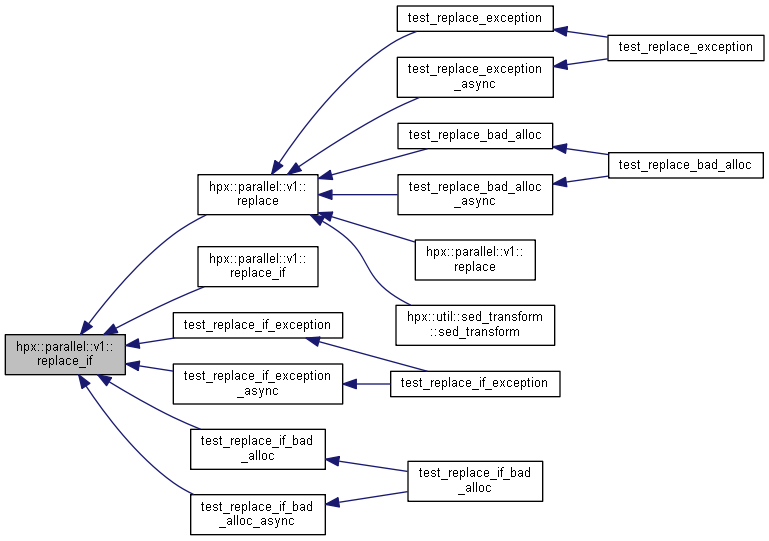 test_replace_exception
test_replace_exception
test_replace_exception
_async
test_replace_bad_alloc
test_replace_bad_alloc
hpx::parallel::v1::
replace
test_replace_bad_alloc
_async
hpx::parallel::v1::
replace
hpx::parallel::v1::
replace_if
hpx::util::sed_transform
::sed_transform
test_replace_if_exception
hpx::parallel::v1::
replace_if
test_replace_if_exception
_async
test_replace_if_exception
test_replace_if_bad
_alloc
test_replace_if_bad
_alloc
test_replace_if_bad
_alloc_async